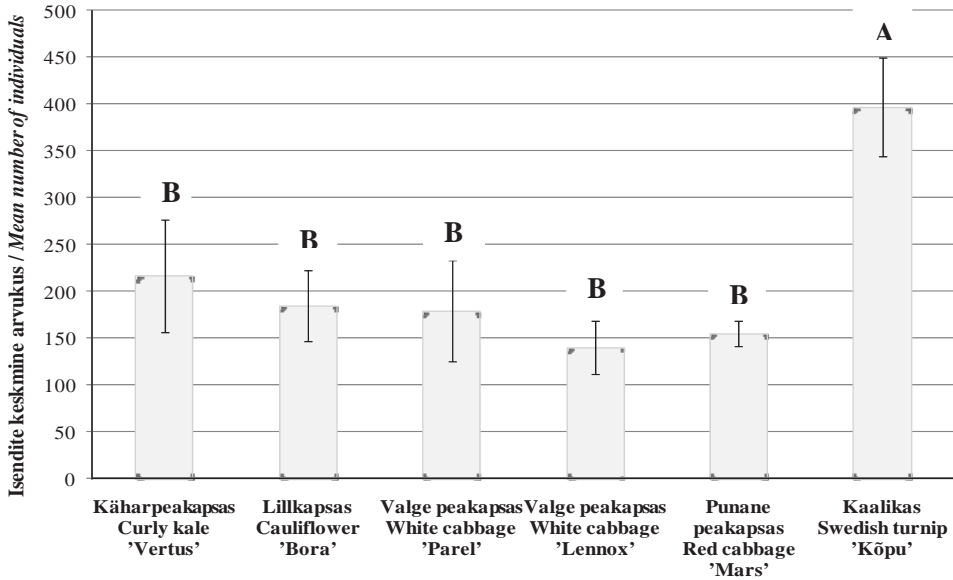 Isendite keskmine arvukus / Mean number of individuals
500
450
400
350
300
250
200
150
100
50
0
B
B
B
B
B
A
Käharpeakapsas
Curly kale
’Vertus’
Lillkapsas
Cauliflower
’Bora’
Valge peakapsas
White cabbage
’Parel’
Valge peakapsas
White cabbage
’Lennox’
Punane
peakapsas
Red cabbage
’Mars’
Kaalikas
Swedish turnip
’Kõpu’